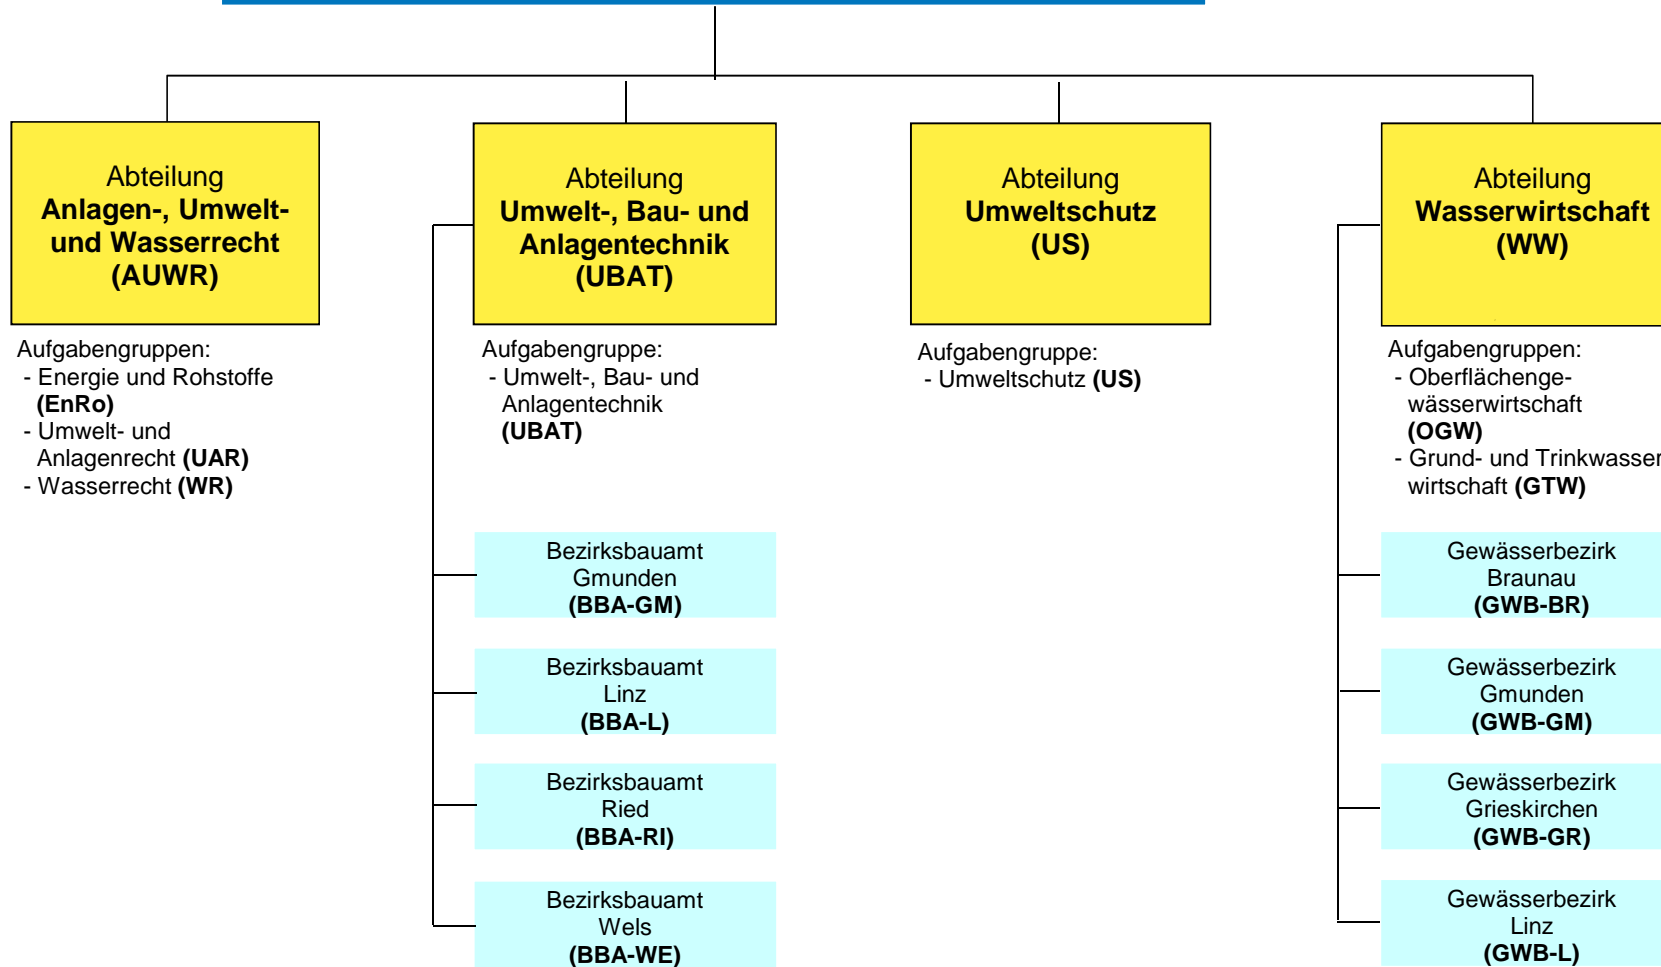 Abteilung
Anlagen-, Umwelt-
und Wasserrecht
(AUWR)
Aufgabengruppen:
- Energie und Rohstoffe
(EnRo)
- Umwelt- und
Anlagenrecht (UAR)
- Wasserrecht (WR)
Abteilung
Umwelt-, Bau- und
Anlagentechnik
(UBAT)
Aufgabengruppe:
- Umwelt-, Bau- und
Anlagentechnik
(UBAT)
Bezirksbauamt
Gmunden
(BBA-GM)
Bezirksbauamt
Linz
(BBA-L)
Bezirksbauamt
Ried
(BBA-RI)
Bezirksbauamt
Wels
(BBA-WE)
Abteilung
Umweltschutz
(US)
Aufgabengruppe:
- Umweltschutz (US)
Abteilung
Wasserwirtschaft
(WW)
Aufgabengruppen:
- Oberflächenge-
wässerwirtschaft
(OGW)
- Grund- und Trinkwasser
wirtschaft (GTW)
Gewässerbezirk
Braunau
(GWB-BR)
Gewässerbezirk
Gmunden
(GWB-GM)
Gewässerbezirk
Grieskirchen
(GWB-GR)
Gewässerbezirk
Linz
(GWB-L)